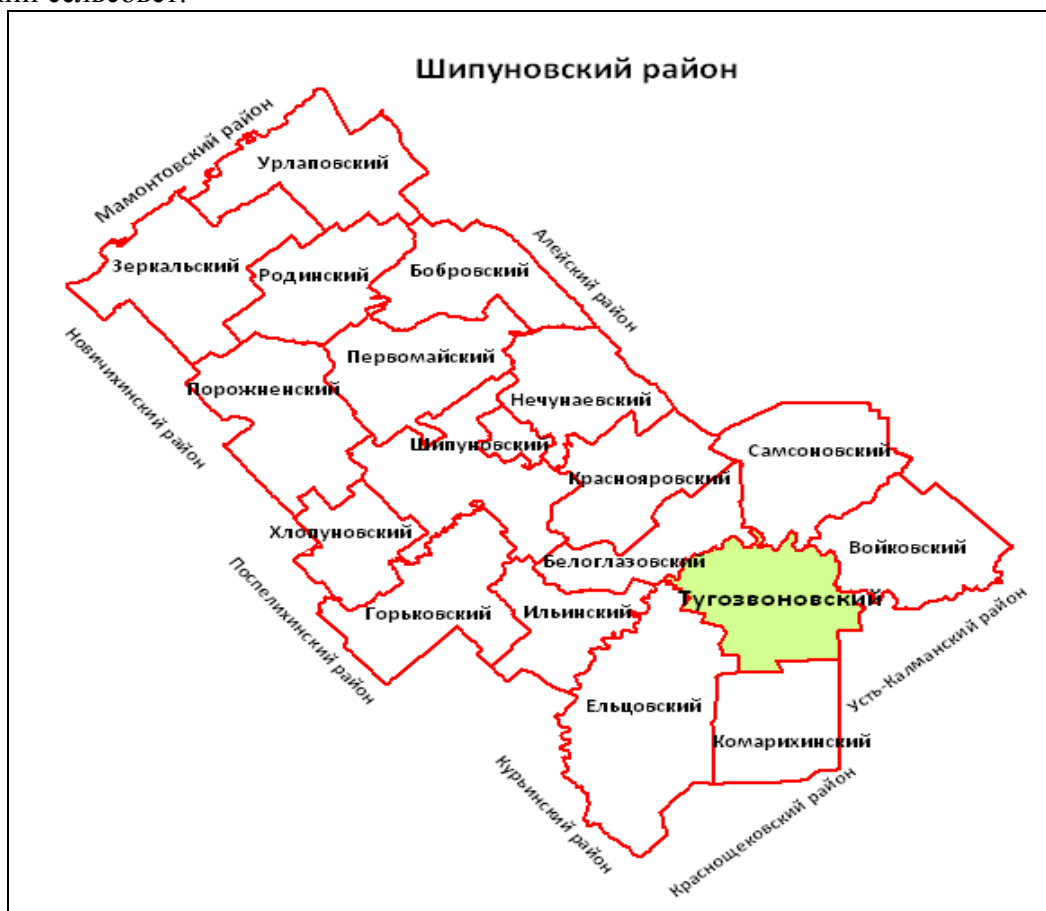 Шипуновский район
Мамонтовский район
Урлаповский
Алейский район
Зеркальский
Родинский
Бобровский
Новичихинский район
Первомайский
Порожненский
Нечунаевский
Шипуновский
Самсоновский
Краснояровский
Хлопуновский
Белоглазовский
Войковский
Поспелихинский район
Горьковский
Ильинский
Тугозвоновский
Усть-Калманский район
Ельцовский
Комарихинский
Курьинский район
Краснощековский район